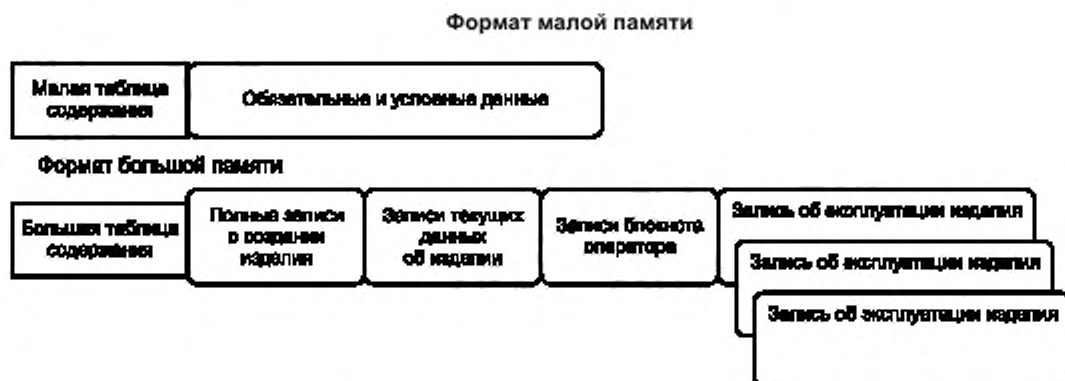 Формат малой памяти
Малая таблица
содержания
Обязательные и условные данные
Формат большой памяти
Большая таблица
содержания
Полные записи
о создании
изделия
Записи текущих
данных
об изделии
Записи блокнота
оператора
Запись об эксплуатации изделия
Запись об эксплуатации изделия
Запись об эксплуатации изделия